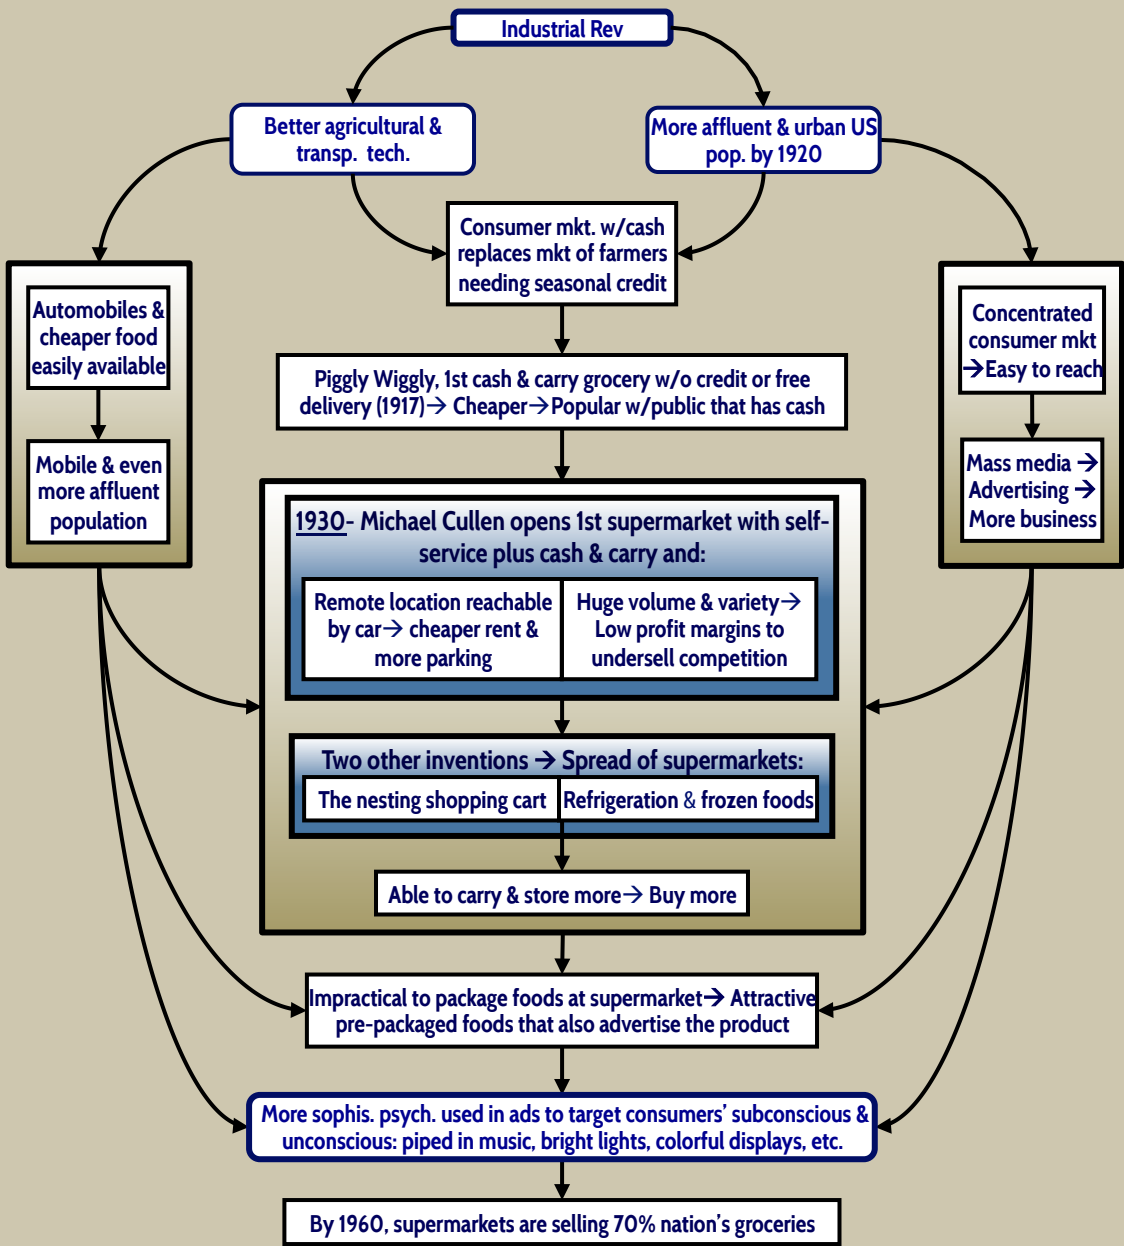 Industrial Rev
Better agricultural &
transp. tech.
More affluent & urban US
pop. by 1920
Consumer mkt. w/cash
replaces mkt of farmers
needing seasonal credit
Automobiles &
cheaper food
easily available
Mobile & even
more affluent
population
Concentrated
consumer mkt
→Easy to reach
Mass media →
Advertising →
More business
Piggly Wiggly, 1st cash & carry grocery w/o credit or free
delivery (1917)→ Cheaper→Popular w/public that has cash
1930- Michael Cullen opens 1st supermarket with self-
service plus cash & carry and:
Remote location reachable
by car→ cheaper rent &
more parking
Huge volume & variety→
Low profit margins to
undersell competition
Two other inventions → Spread of supermarkets:
The nesting shopping cart
Refrigeration & frozen foods
Able to carry & store more→ Buy more
Impractical to package foods at supermarket→ Attractive
pre-packaged foods that also advertise the product
More sophis. psych. used in ads to target consumers’ subconscious &
unconscious: piped in music, bright lights, colorful displays, etc.
By 1960, supermarkets are selling 70% nation’s groceries